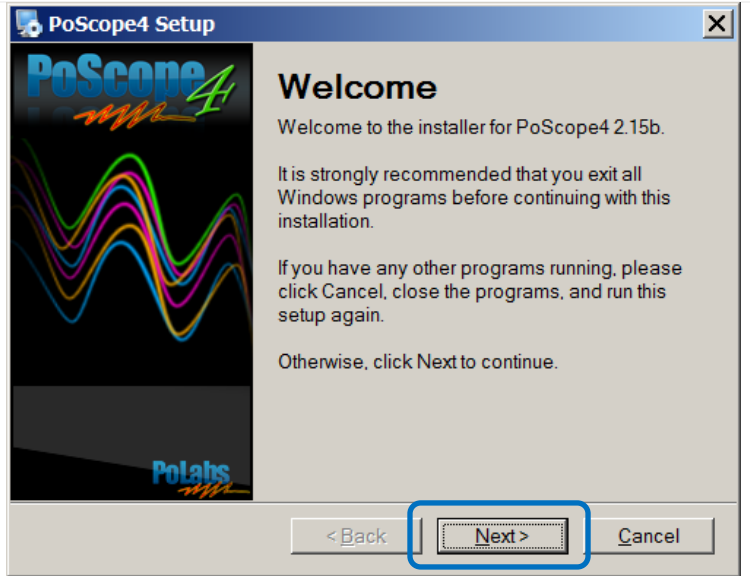 PoScope4 Setup
PoScope4
Welcome
Welcome to the installer for PoScope4 2.15b.
It is strongly recommended that you exit all
Windows programs before continuing with this
installation.
If you have any other programs running, please
click Cancel, close the programs, and run this
setup again.
Otherwise, click Next to continue.
PoLabs
< Back
Next >
Cancel